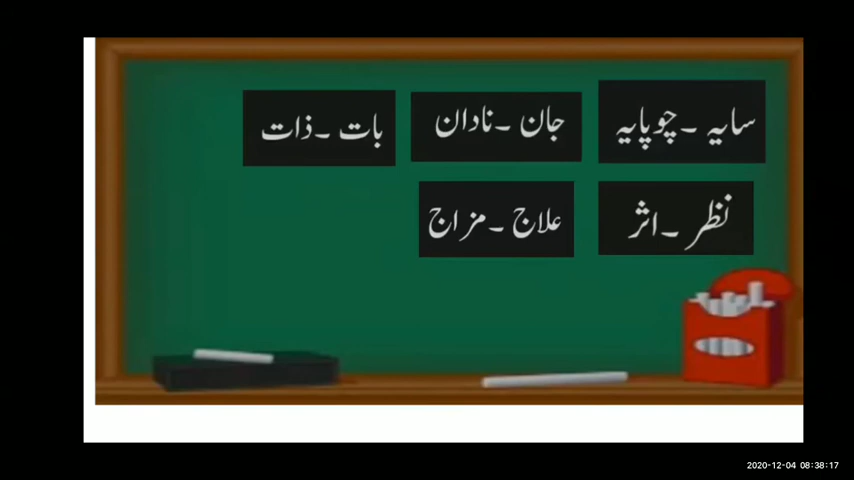 سایہ ۔ چوپایہ جان ۔ نادان بات ۔ ذات
نظر ۔ اثر علاج ۔ مزاج
2020-12-04 08:38:17